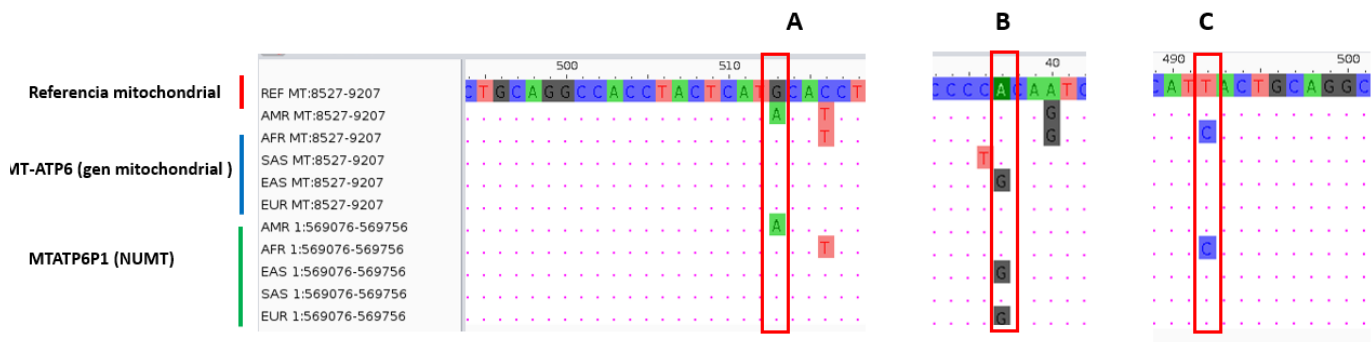 A B C
500 510 40 490 500
Referencia mitochondrial
REF MT:8527-9207 CTGCAGGCCACCTACTCATGCACCT CCCCACAATC CATTACTGCAGGC
AMR MT:8527-9207 A T G
AFR MT:8527-9207 T G C
MT-ATP6 (gen mitochondrial )
SAS MT:8527-9207 T
EAS MT:8527-9207 G
EUR MT:8527-9207
AMR 1:569076-569756 A
MTATP6P1 (NUMT)
AFR 1:569076-569756 T C
EAS 1:569076-569756 G
SAS 1:569076-569756
EUR 1:569076-569756 G